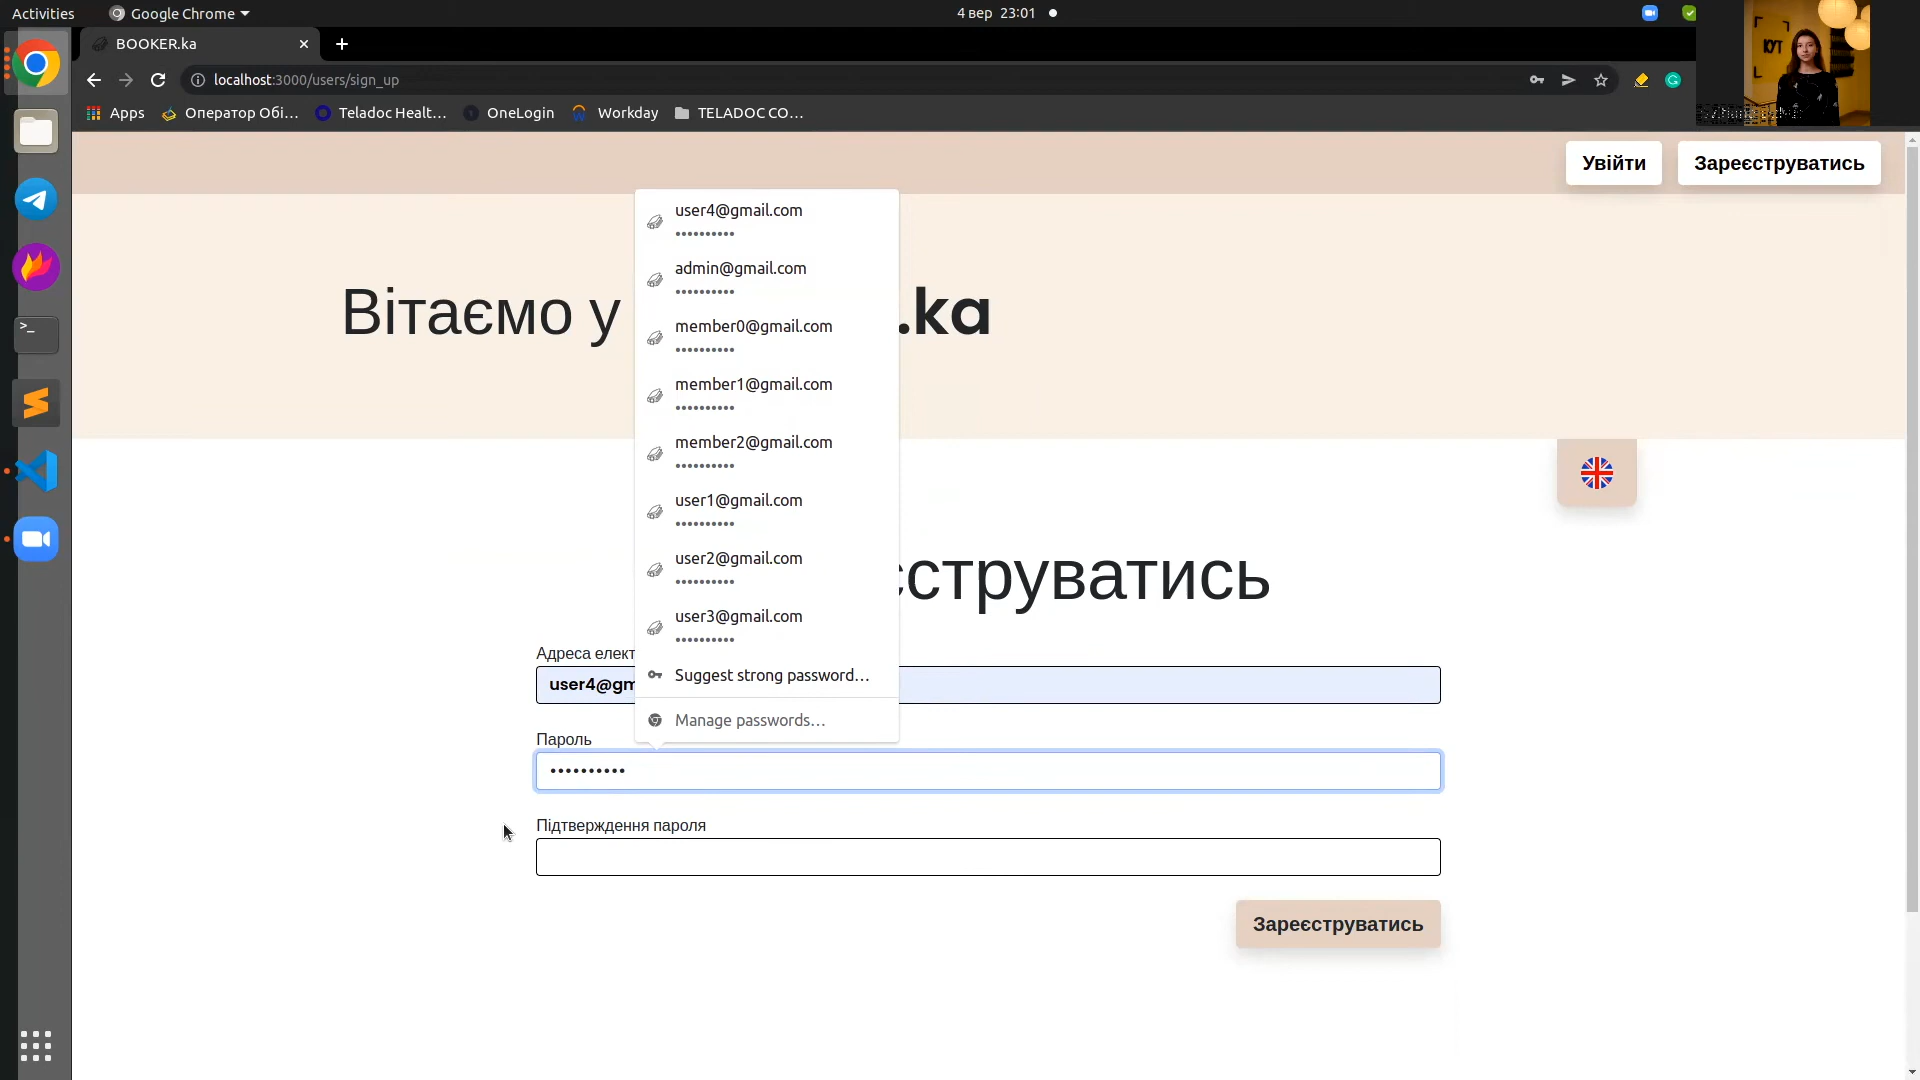 Activities
Google Chrome
4 вер 23:01
BOOKER.ka
localhost:3000/users/sign_up
Apps
Оператор Обі...
Teladoc Healt...
OneLogin
Workday
TELADOC CO...
КУТ
Увійти
Зареєструватись
Вітаємо у
.ka
user4@gmail.com
••••••••••
admin@gmail.com
••••••••••
member0@gmail.com
••••••••••
member1@gmail.com
••••••••••
member2@gmail.com
••••••••••
user1@gmail.com
••••••••••
user2@gmail.com
••••••••••
user3@gmail.com
••••••••••
Suggest strong password...
Manage passwords...
єструватись
Адреса елект
user4@gm
Пароль
••••••••••
Підтвердження пароля
Зареєструватись